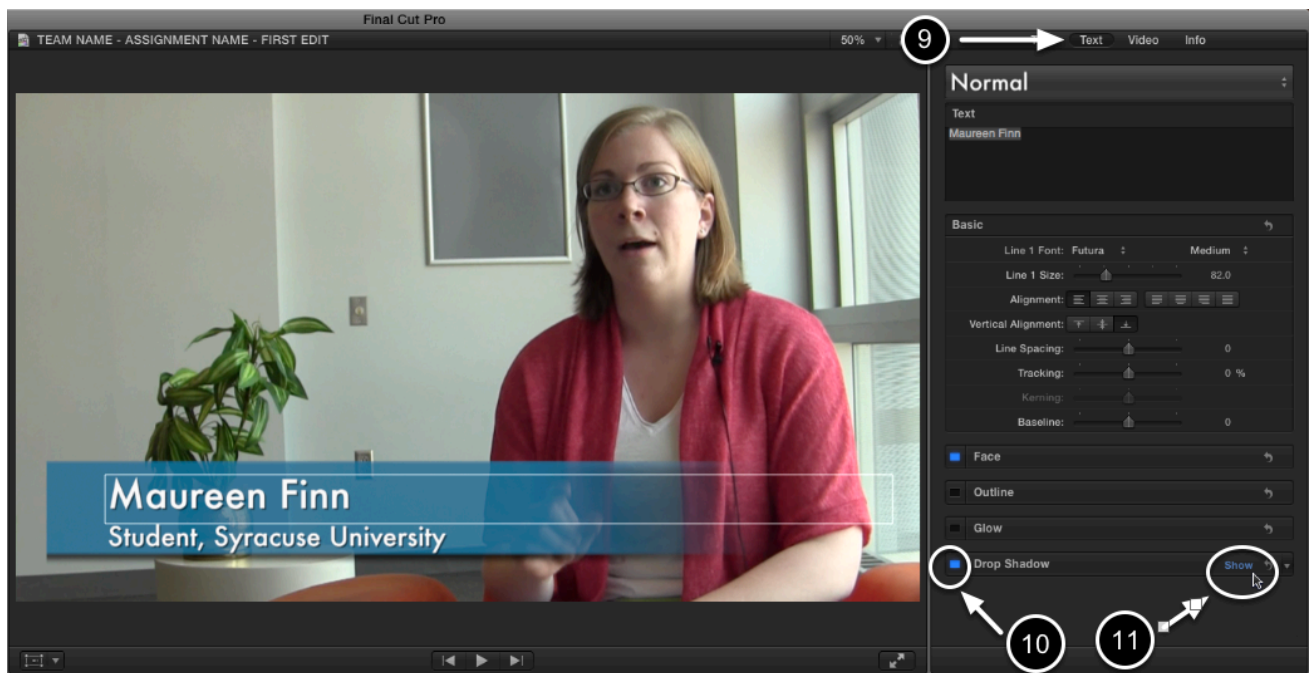 Final Cut Pro
TEAM NAME - ASSIGNMENT NAME - FIRST EDIT
50%
9
Text Video Info
Normal
Text
Maureen Finn
Basic
Line 1 Font: Futura Medium
Line 1 Size: 82.0
Alignment:
Vertical Alignment:
Line Spacing: 0
Tracking: 0 %
Kerning:
Baseline: 0
Face
Outline
Glow
Drop Shadow Show
Maureen Finn
Student, Syracuse University
10
11